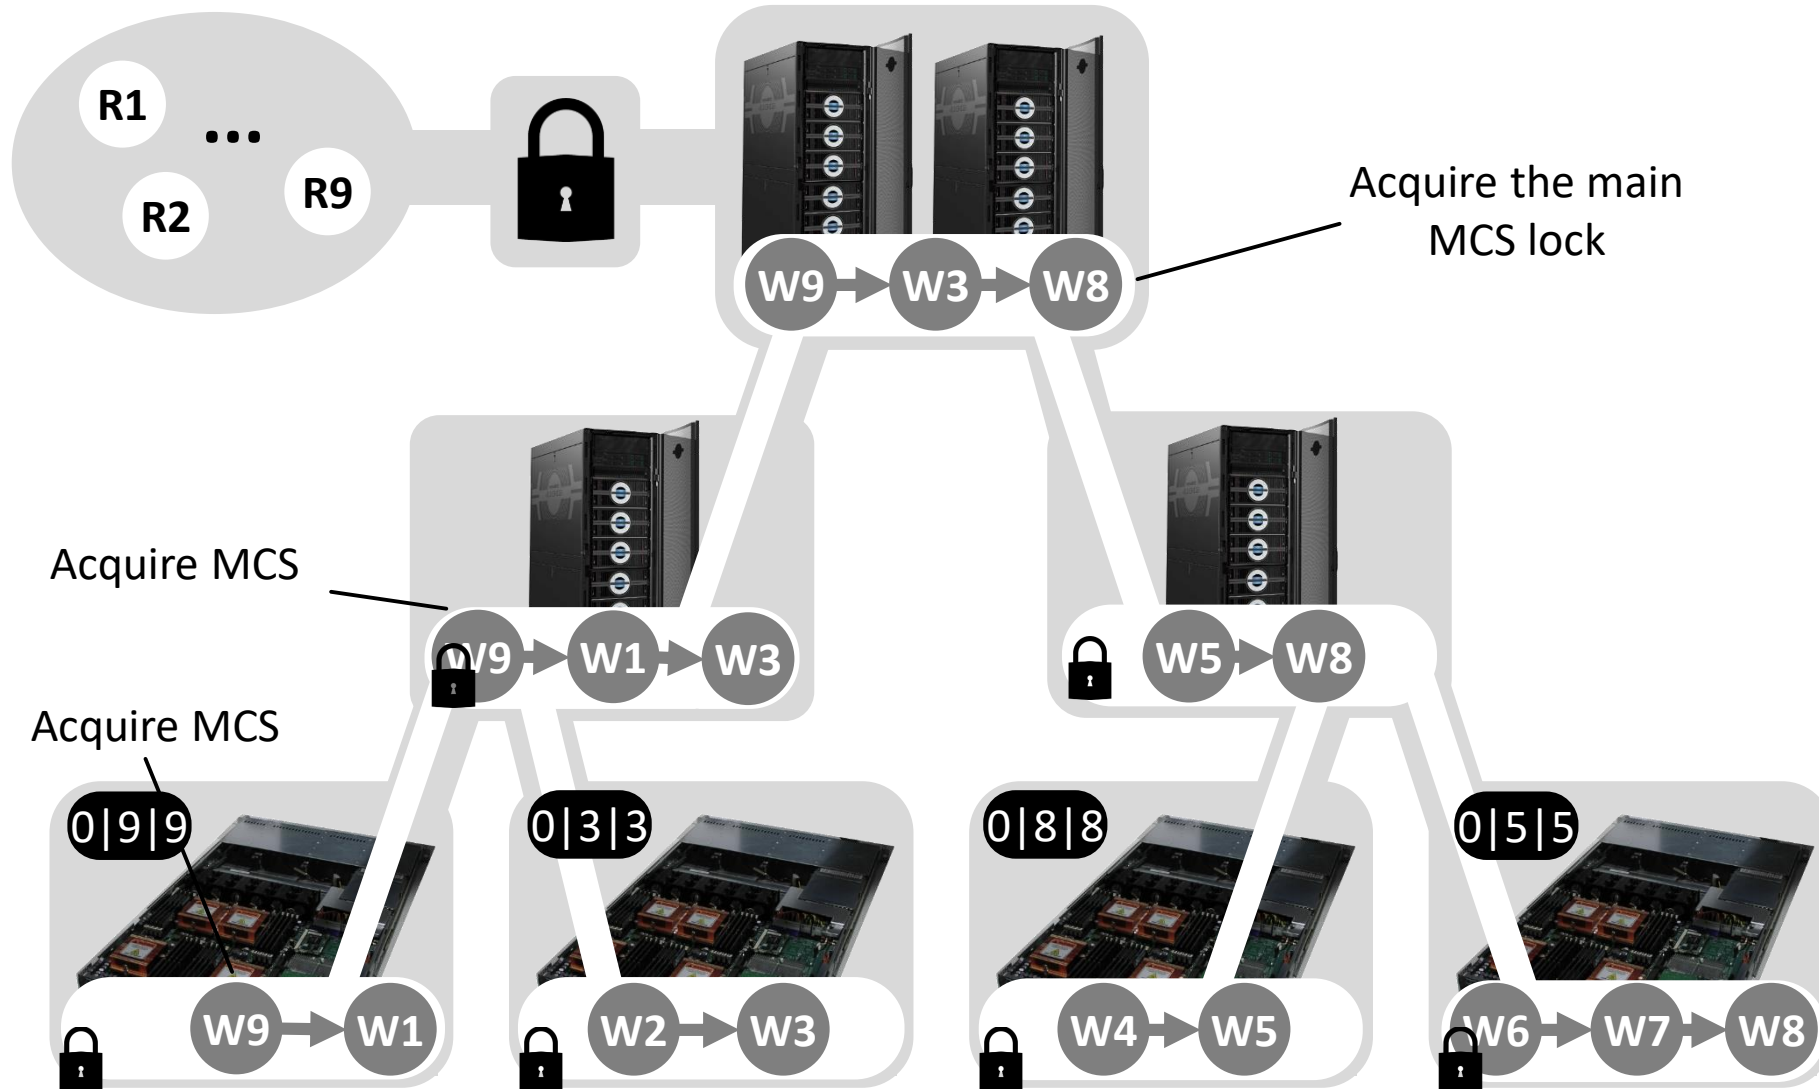 R1
...
R2
R9
Acquire the main
MCS lock
W9
W3
W8
Acquire MCS
W9
W1
W3
W5
W8
Acquire MCS
0|9|9
0|3|3
0|8|8
0|5|5
W9
W1
W2
W3
W4
W5
W6
W7
W8